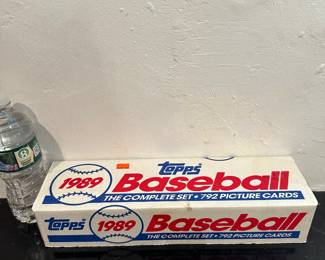 topps
1989
Baseball
THE COMPLETE SET • 792 PICTURE CARDS
topps
1989
Baseball
THE COMPLETE SET • 792 PICTURE CARDS